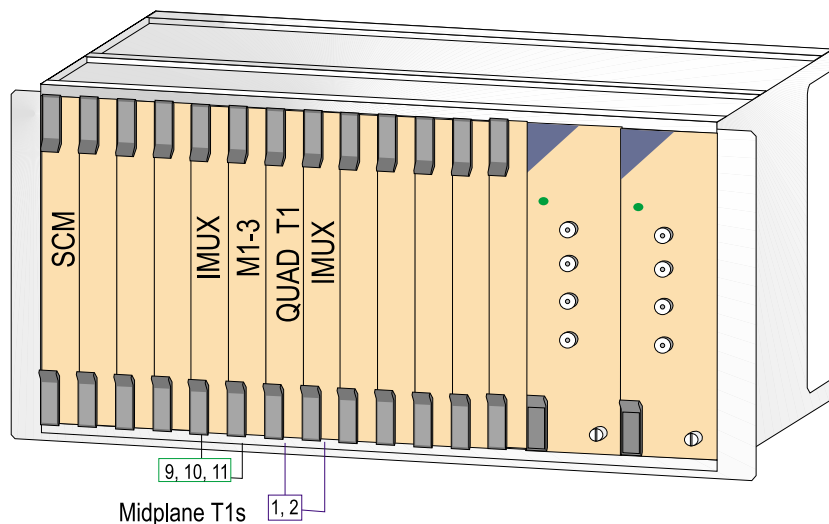 SCM
IMUX
M1-3
QUAD T1
IMUX
9, 10, 11
1, 2
Midplane T1s